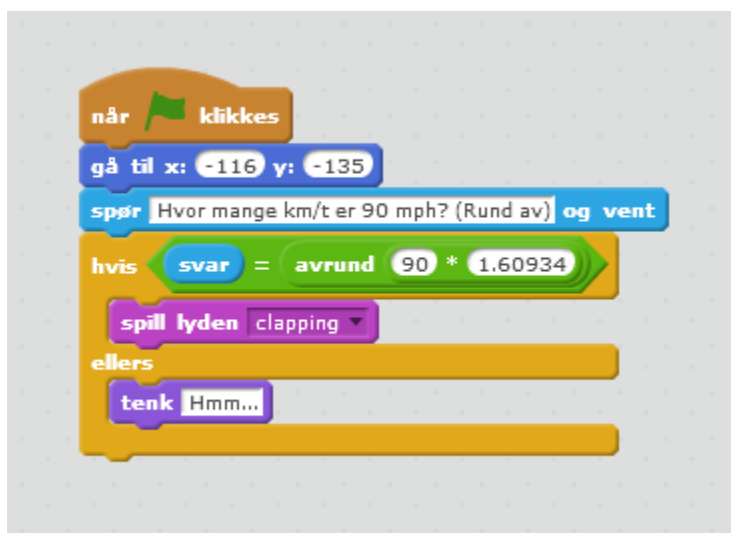 når klikkes
gå til x: -116 y: -135
spør Hvor mange km/t er 90 mph? (Rund av) og vent
hvis svar = avrund 90 * 1.60934
spill lyden clapping
ellers
tenk Hmm...